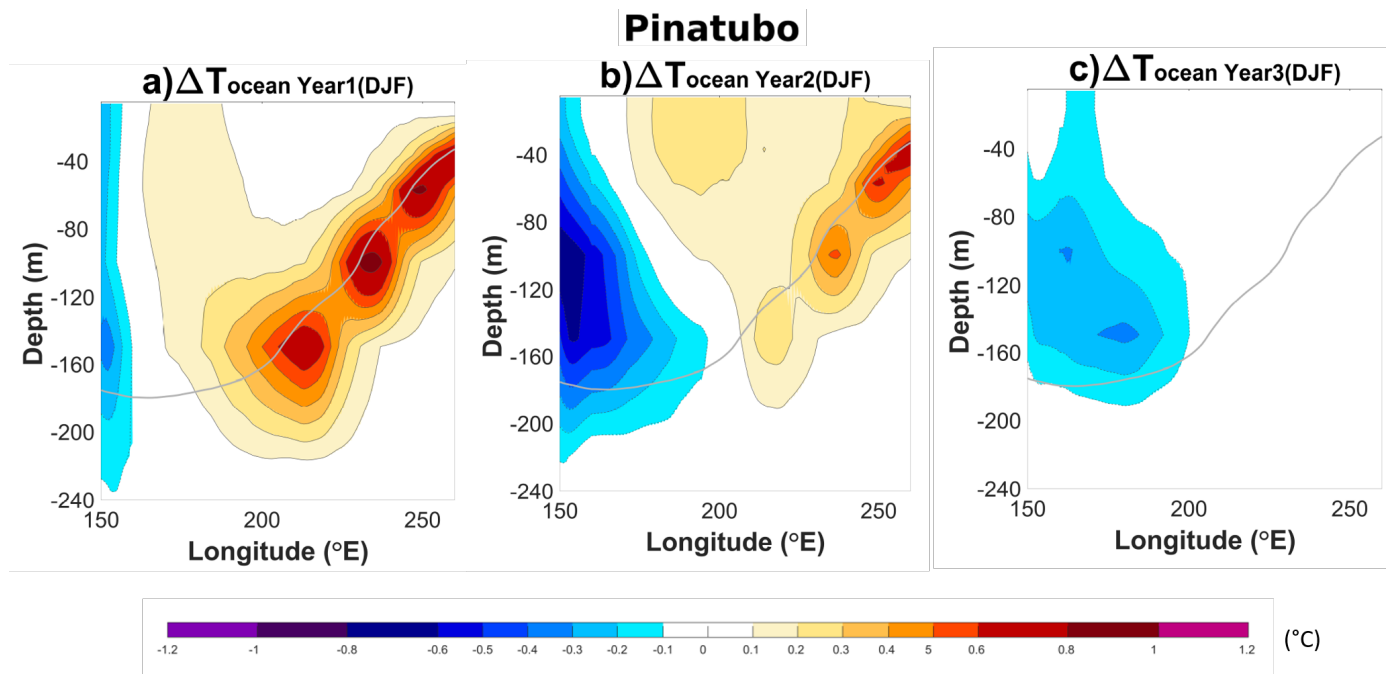 Pinatubo
a)ΔTocean Year1(DJF)
b)ΔTocean Year2(DJF)
c)ΔTocean Year3(DJF)
Depth (m)
-40
-80
-120
-160
-200
-240
150
200
250
Longitude (°E)
Depth (m)
-40
-80
-120
-160
-200
-240
150
200
250
Longitude (°E)
Depth (m)
-40
-80
-120
-160
-200
-240
150
200
250
Longitude (°E)
-1.2 -1 -0.8 -0.6 -0.5 -0.4 -0.3 -0.2 -0.1 0 0.1 0.2 0.3 0.4 5 0.6 0.8 1 1.2
(°C)